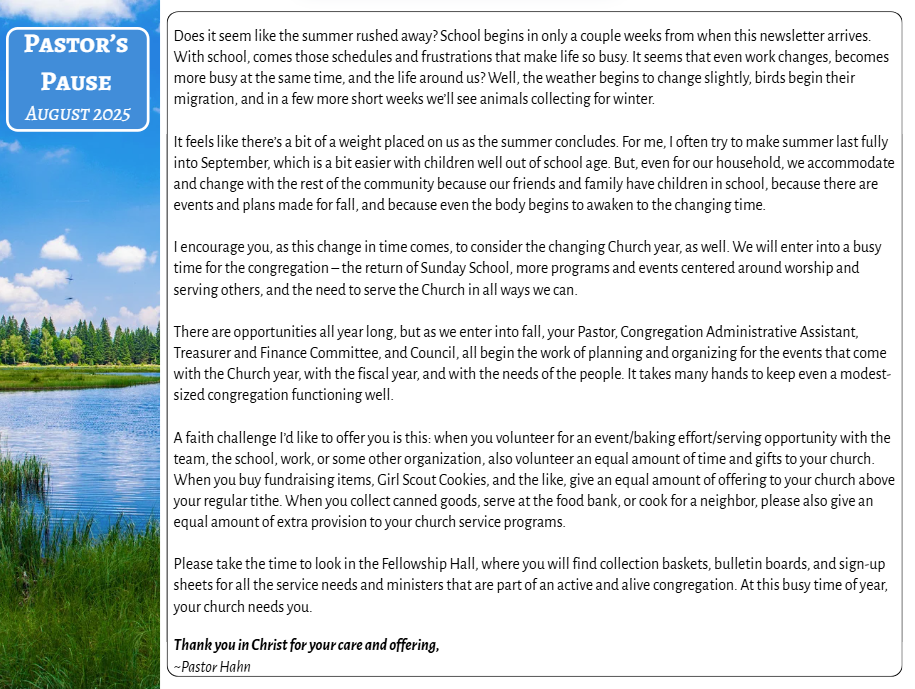 Pastor's
Pause
August 2025
Does it seem like the summer rushed away? School begins in only a couple weeks from when this newsletter arrives.
With school, comes those schedules and frustrations that make life so busy. It seems that even work changes, becomes
more busy at the same time, and the life around us? Well, the weather begins to change slightly, birds begin their
migration, and in a few more short weeks we'll see animals collecting for winter.
It feels like there's a bit of a weight placed on us as the summer concludes. For me, I often try to make summer last fully
into September, which is a bit easier with children well out of school age. But, even for our household, we accommodate
and change with the rest of the community because our friends and family have children in school, because there are
events and plans made for fall, and because even the body begins to awaken to the changing time.
I encourage you, as this change in time comes, to consider the changing Church year, as well. We will enter into a busy
time for the congregation – the return of Sunday School, more programs and events centered around worship and
serving others, and the need to serve the Church in all ways we can.
There are opportunities all year long, but as we enter into fall, your Pastor, Congregation Administrative Assistant,
Treasurer and Finance Committee, and Council, all begin the work of planning and organizing for the events that come
with the Church year, with the fiscal year, and with the needs of the people. It takes many hands to keep even a modest-
sized congregation functioning well.
A faith challenge I'd like to offer you is this: when you volunteer for an event/baking effort/serving opportunity with the
team, the school, work, or some other organization, also volunteer an equal amount of time and gifts to your church.
When you buy fundraising items, Girl Scout Cookies, and the like, give an equal amount of offering to your church above
your regular tithe. When you collect canned goods, serve at the food bank, or cook for a neighbor, please also give an
equal amount of extra provision to your church service programs.
Please take the time to look in the Fellowship Hall, where you will find collection baskets, bulletin boards, and sign-up
sheets for all the service needs and ministers that are part of an active and alive congregation. At this busy time of year,
your church needs you.
Thank you in Christ for your care and offering,
~Pastor Hahn